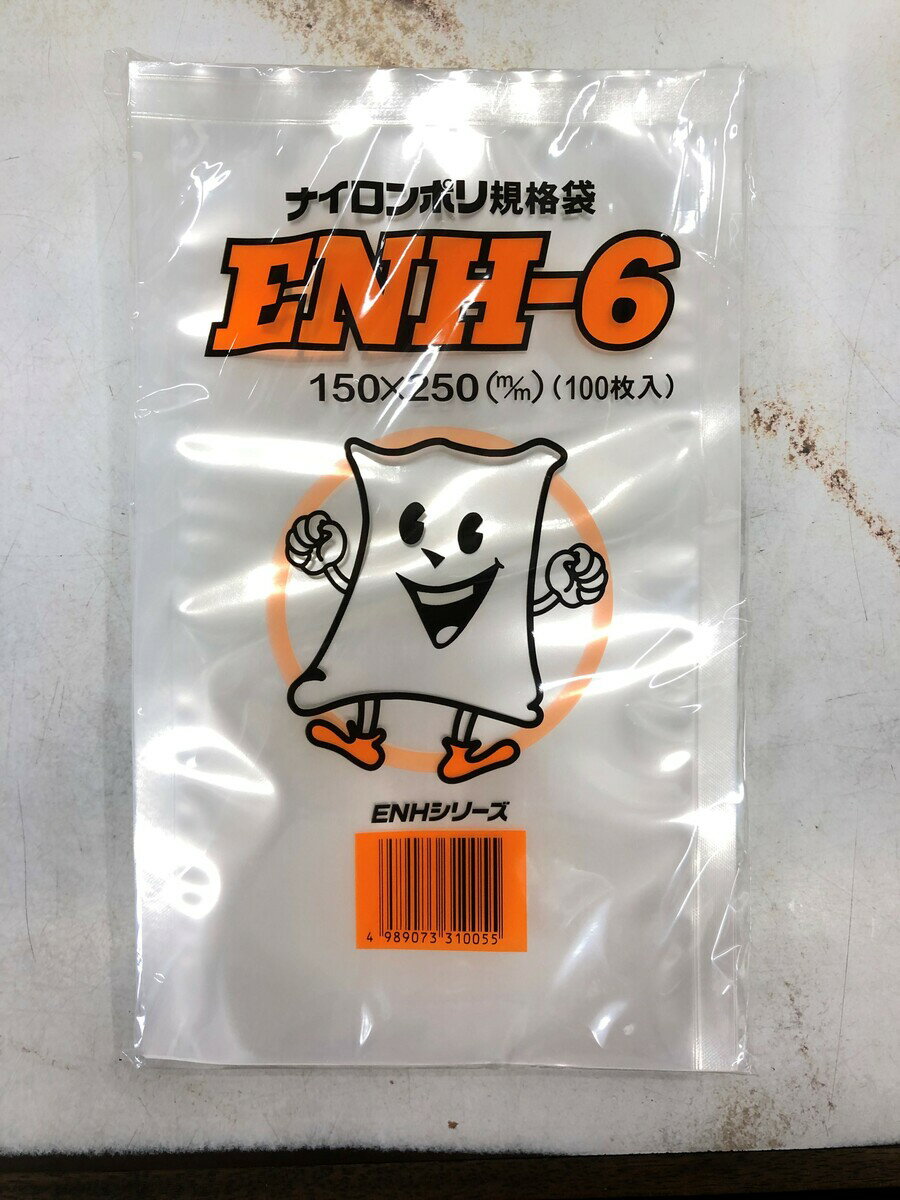 ナイロンポリ規格袋
ENH-6
150×250(m/m)(100枚入)
ENHシリーズ
4 989073 310055